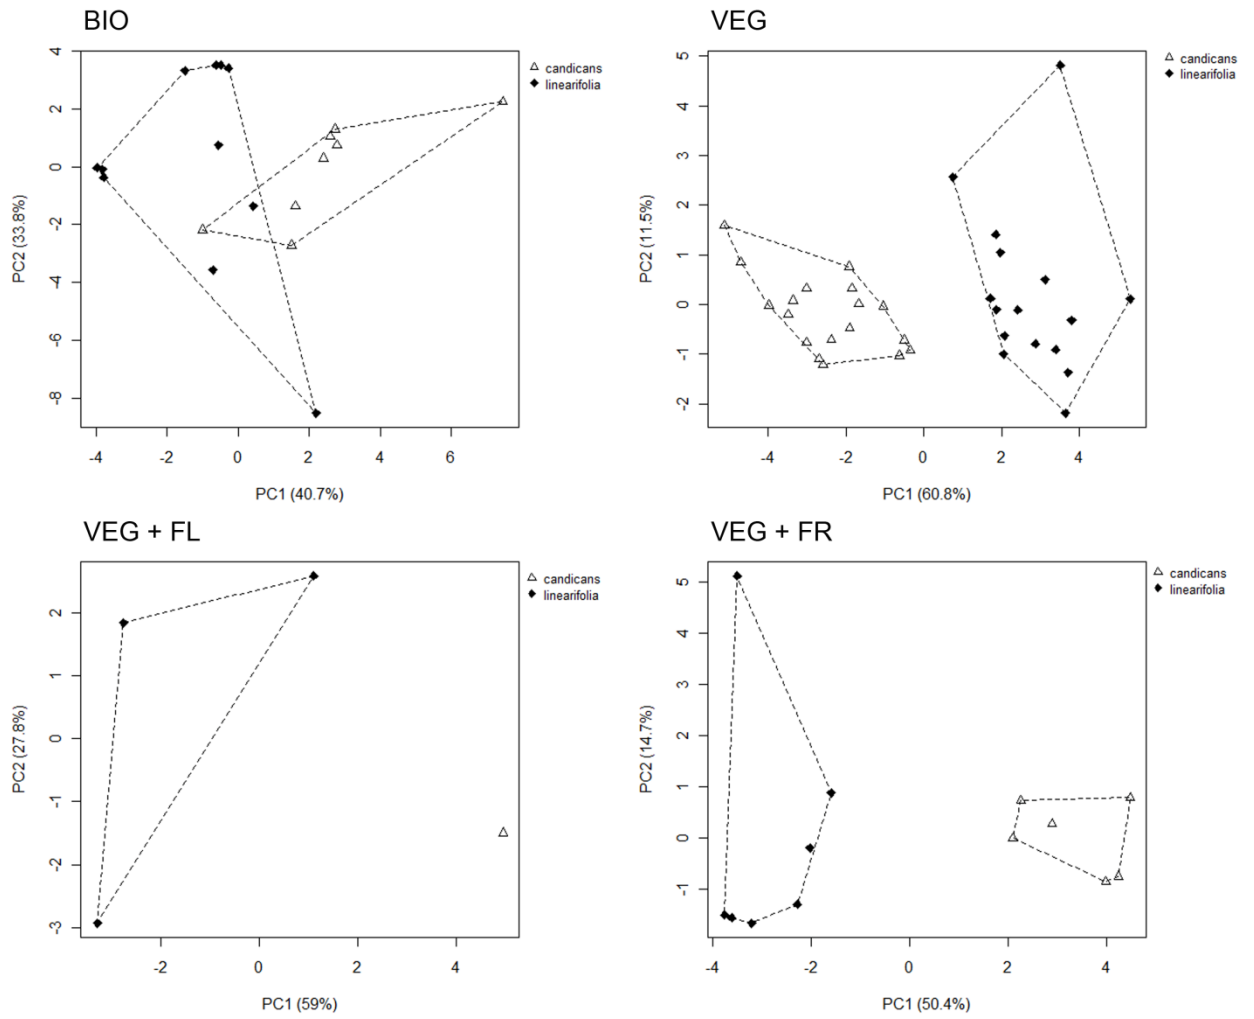 BIO
4
2
0
-2
-4
-6
-8
PC2 (33.8%)
-4 -2 0 2 4 6
PC1 (40.7%)
candicans
linearifolia
VEG
5
4
3
2
1
0
-1
-2
PC2 (11.5%)
-4 -2 0 2 4
PC1 (60.8%)
candicans
linearifolia
VEG + FL
2
1
0
-1
-2
-3
PC2 (27.8%)
-2 0 2 4
PC1 (59%)
candicans
linearifolia
VEG + FR
5
4
3
2
1
0
-1
PC2 (14.7%)
-4 -2 0 2 4
PC1 (50.4%)
candicans
linearifolia